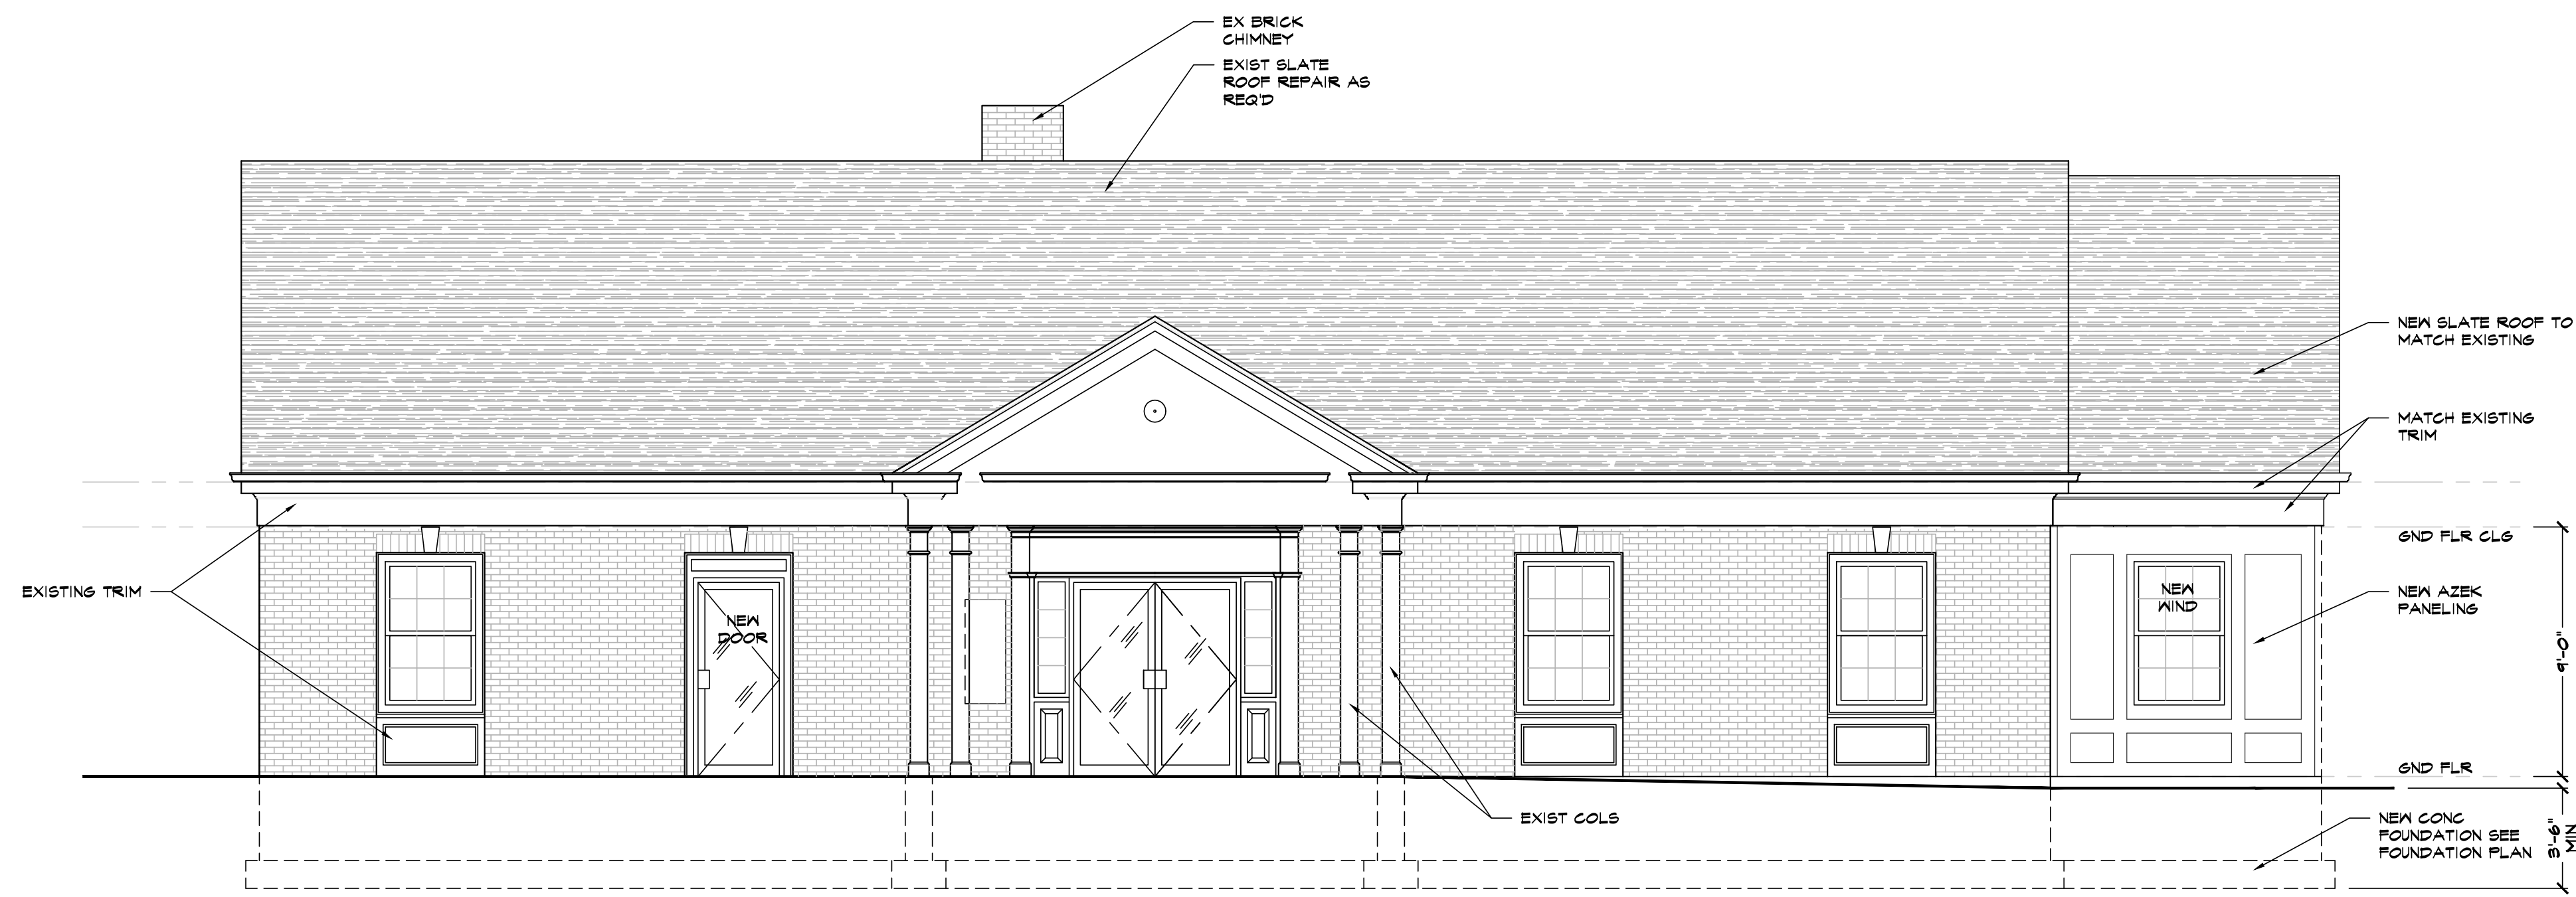 EX BRICK
CHIMNEY
EXIST SLATE
ROOF REPAIR AS
REQ'D
NEW SLATE ROOF TO
MATCH EXISTING
MATCH EXISTING
TRIM
GND FLR CLG
EXISTING TRIM
NEW
DOOR
NEW
WIND
NEW AZEK
PANELING
9'-0"
GND FLR
EXIST COLS
NEW CONC
FOUNDATION SEE
FOUNDATION PLAN
3'-6"
MIN